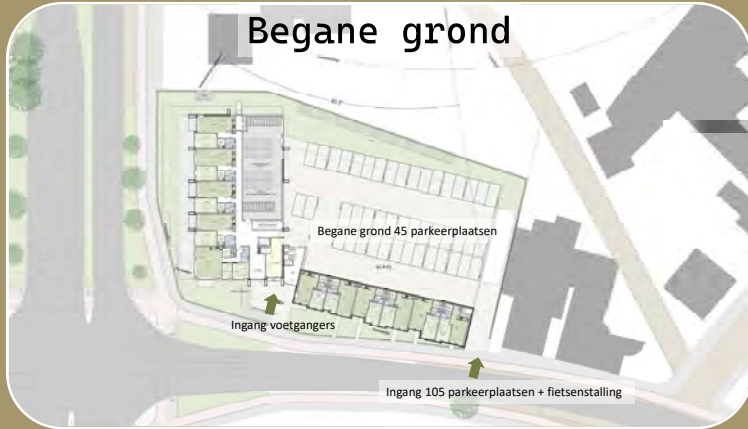 Begane grond
Begane grond 45 parkeerplaatsen
Ingang voetgangers
Ingang 105 parkeerplaatsen + fietsenstalling